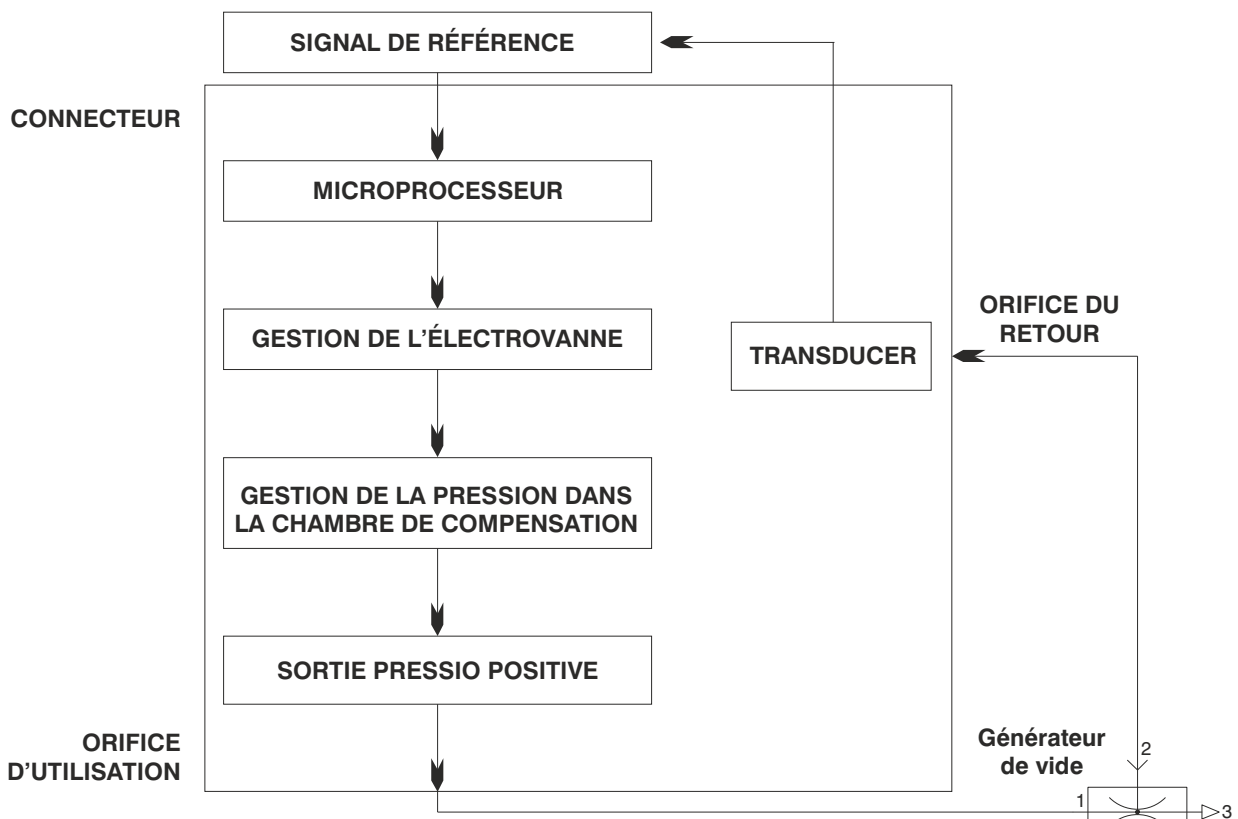 SIGNAL DE RÉFÉRENCE
CONNECTEUR
MICROPROCESSEUR
GESTION DE L'ÉLECTROVANNE
TRANSDUCER
ORIFICE DU
RETOUR
GESTION DE LA PRESSION DANS
LA CHAMBRE DE COMPENSATION
SORTIE PRESSIO POSITIVE
ORIFICE
D'UTILISATION
Générateur
de vide
2
1
3